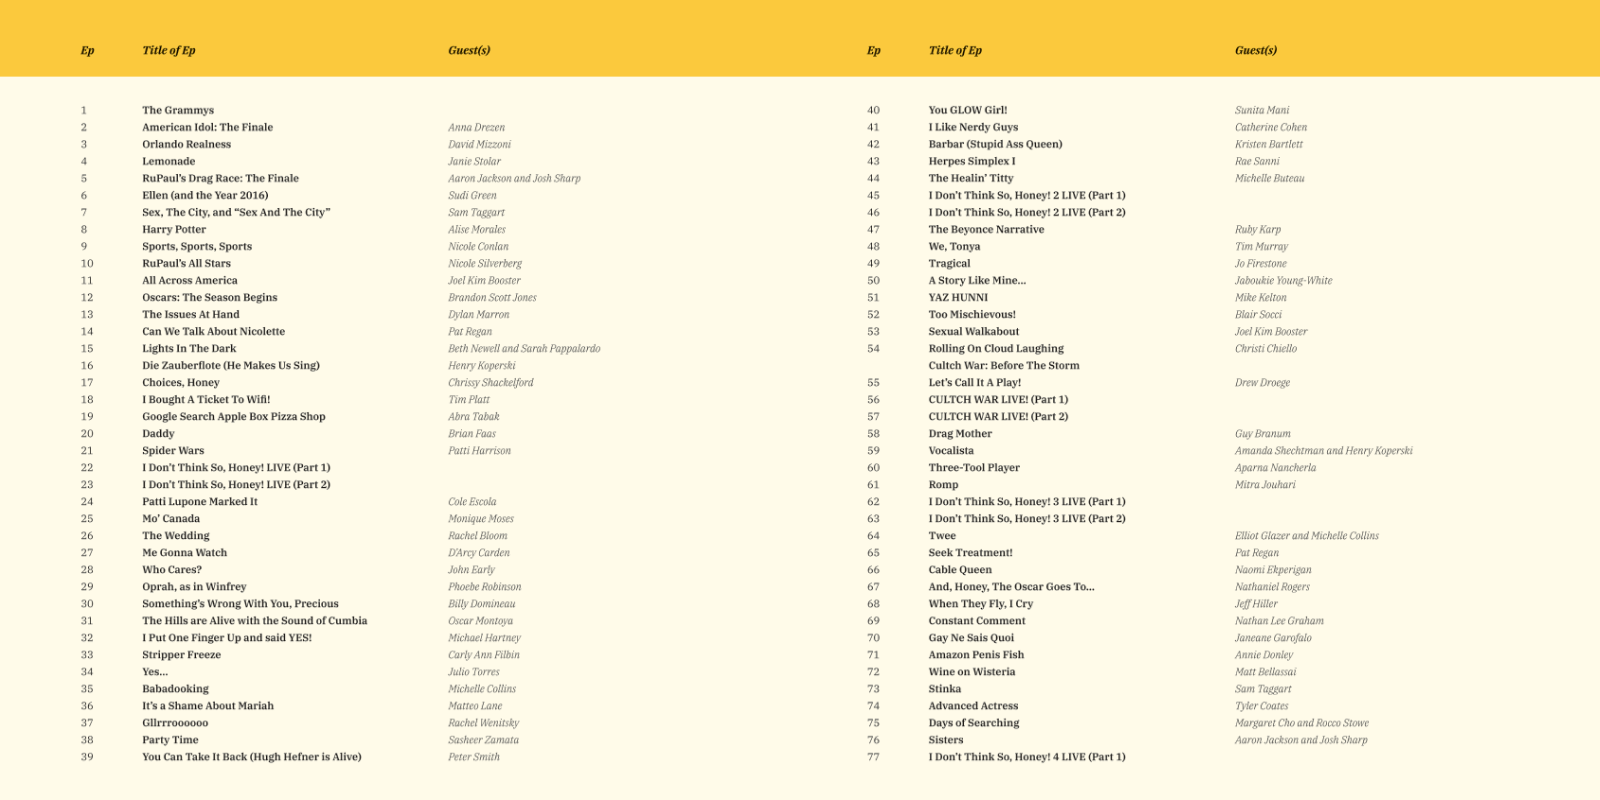 Ep Title of Ep Guest(s)
1 The Grammys
2 American Idol: The Finale Anna Drezen
3 Orlando Realness David Mizzoni
4 Lemonade Janie Stolar
5 RuPaul's Drag Race: The Finale Aaron Jackson and Josh Sharp
6 Ellen (and the Year 2016) Sudi Green
7 Sex, The City, and “Sex And The City” Sam Taggart
8 Harry Potter Alise Morales
9 Sports, Sports, Sports Nicole Conlan
10 RuPaul's All Stars Nicole Silverberg
11 All Across America Joel Kim Booster
12 Oscars: The Season Begins Brandon Scott Jones
13 The Issues At Hand Dylan Marron
14 Can We Talk About Nicolette Pat Regan
15 Lights In The Dark Beth Newell and Sarah Pappalardo
16 Die Zauberflote (He Makes Us Sing) Henry Koperski
17 Choices, Honey Chrissy Shackelford
18 I Bought A Ticket To Wifi! Tim Platt
19 Google Search Apple Box Pizza Shop Abra Tabak
20 Daddy Brian Faas
21 Spider Wars Patti Harrison
22 I Don't Think So, Honey! LIVE (Part 1)
23 I Don't Think So, Honey! LIVE (Part 2)
24 Patti Lupone Marked It Cole Escola
25 Mo' Canada Monique Moses
26 The Wedding Rachel Bloom
27 Me Gonna Watch D'Arcy Carden
28 Who Cares? John Early
29 Oprah, as in Winfrey Phoebe Robinson
30 Something's Wrong With You, Precious Billy Domineau
31 The Hills are Alive with the Sound of Cumbia Oscar Montoya
32 I Put One Finger Up and said YES! Michael Hartney
33 Stripper Freeze Carly Ann Filbin
34 Yes... Julio Torres
35 Babadooking Michelle Collins
36 It's a Shame About Mariah Matteo Lane
37 Gllrrroooooo Rachel Wenitsky
38 Party Time Sasheer Zamata
39 You Can Take It Back (Hugh Hefner is Alive) Peter Smith
Ep Title of Ep Guest(s)
40 You GLOW Girl! Sunita Mani
41 I Like Nerdy Guys Catherine Cohen
42 Barbar (Stupid Ass Queen) Kristen Bartlett
43 Herpes Simplex I Rae Sanni
44 The Healin' Titty Michelle Buteau
45 I Don't Think So, Honey! 2 LIVE (Part 1)
46 I Don't Think So, Honey! 2 LIVE (Part 2)
47 The Beyonce Narrative Ruby Karp
48 We, Tonya Tim Murray
49 Tragical Jo Firestone
50 A Story Like Mine... Jaboukie Young-White
51 YAZ HUNNI Mike Kelton
52 Too Mischievous! Blair Socci
53 Sexual Walkabout Joel Kim Booster
54 Rolling On Cloud Laughing Christi Chiello
Cultch War: Before The Storm
55 Let's Call It A Play! Drew Droege
56 CULTCH WAR LIVE! (Part 1)
57 CULTCH WAR LIVE! (Part 2)
58 Drag Mother Guy Branum
59 Vocalista Amanda Shechtman and Henry Koperski
60 Three-Tool Player Aparna Nancherla
61 Romp Mitra Jouhari
62 I Don't Think So, Honey! 3 LIVE (Part 1)
63 I Don't Think So, Honey! 3 LIVE (Part 2)
64 Twee Elliot Glazer and Michelle Collins
65 Seek Treatment! Pat Regan
66 Cable Queen Naomi Ekperigan
67 And, Honey, The Oscar Goes To... Nathaniel Rogers
68 When They Fly, I Cry Jeff Hiller
69 Constant Comment Nathan Lee Graham
70 Gay Ne Sais Quoi Janeane Garofalo
71 Amazon Penis Fish Annie Donley
72 Wine on Wisteria Matt Bellassai
73 Stinka Sam Taggart
74 Advanced Actress Tyler Coates
75 Days of Searching Margaret Cho and Rocco Stowe
76 Sisters Aaron Jackson and Josh Sharp
77 I Don't Think So, Honey! 4 LIVE (Part 1)